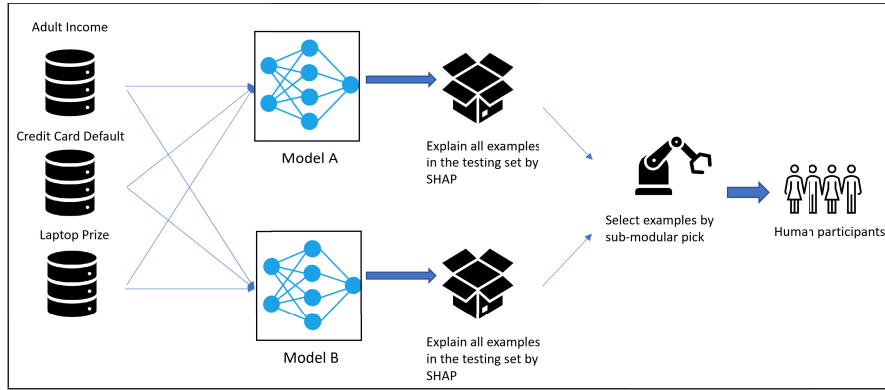 Adult Income
Credit Card Default
Laptop Prize
Model A
Explain all examples
in the testing set by
SHAP
Model B
Explain all examples
in the testing set by
SHAP
Select examples by
sub-modular pick
Human participants